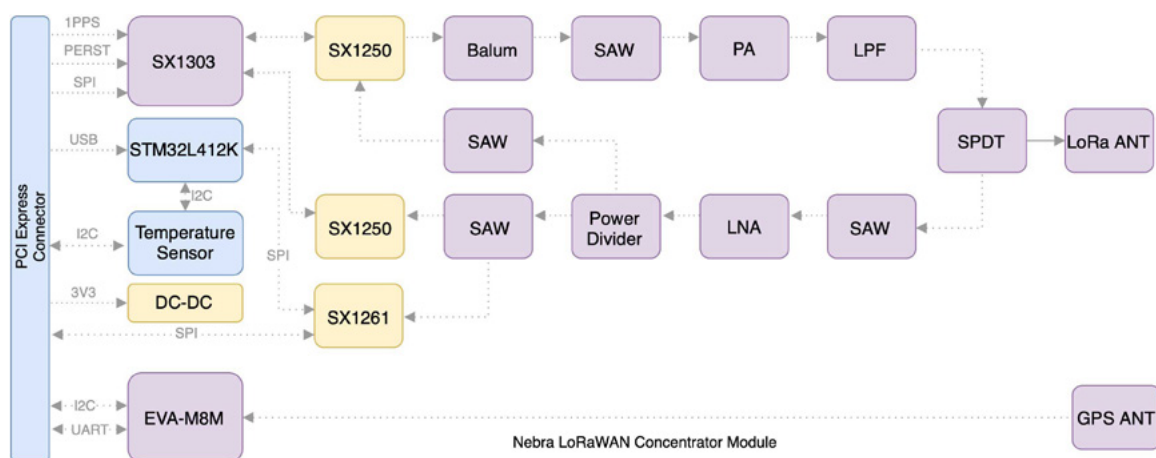 1PPS
PERST
SPI
USB
I2C
3V3
SPI
I2C
UART
PCI Express
Connector
SX1303
STM32L412K
I2C
Temperature
Sensor
DC-DC
EVA-M8M
SPI
SX1250
SX1250
SX1261
Balum
SAW
PA
LPF
SAW
SAW
Power
Divider
LNA
SAW
SPDT
LoRa ANT
GPS ANT
Nebra LoRaWAN Concentrator Module